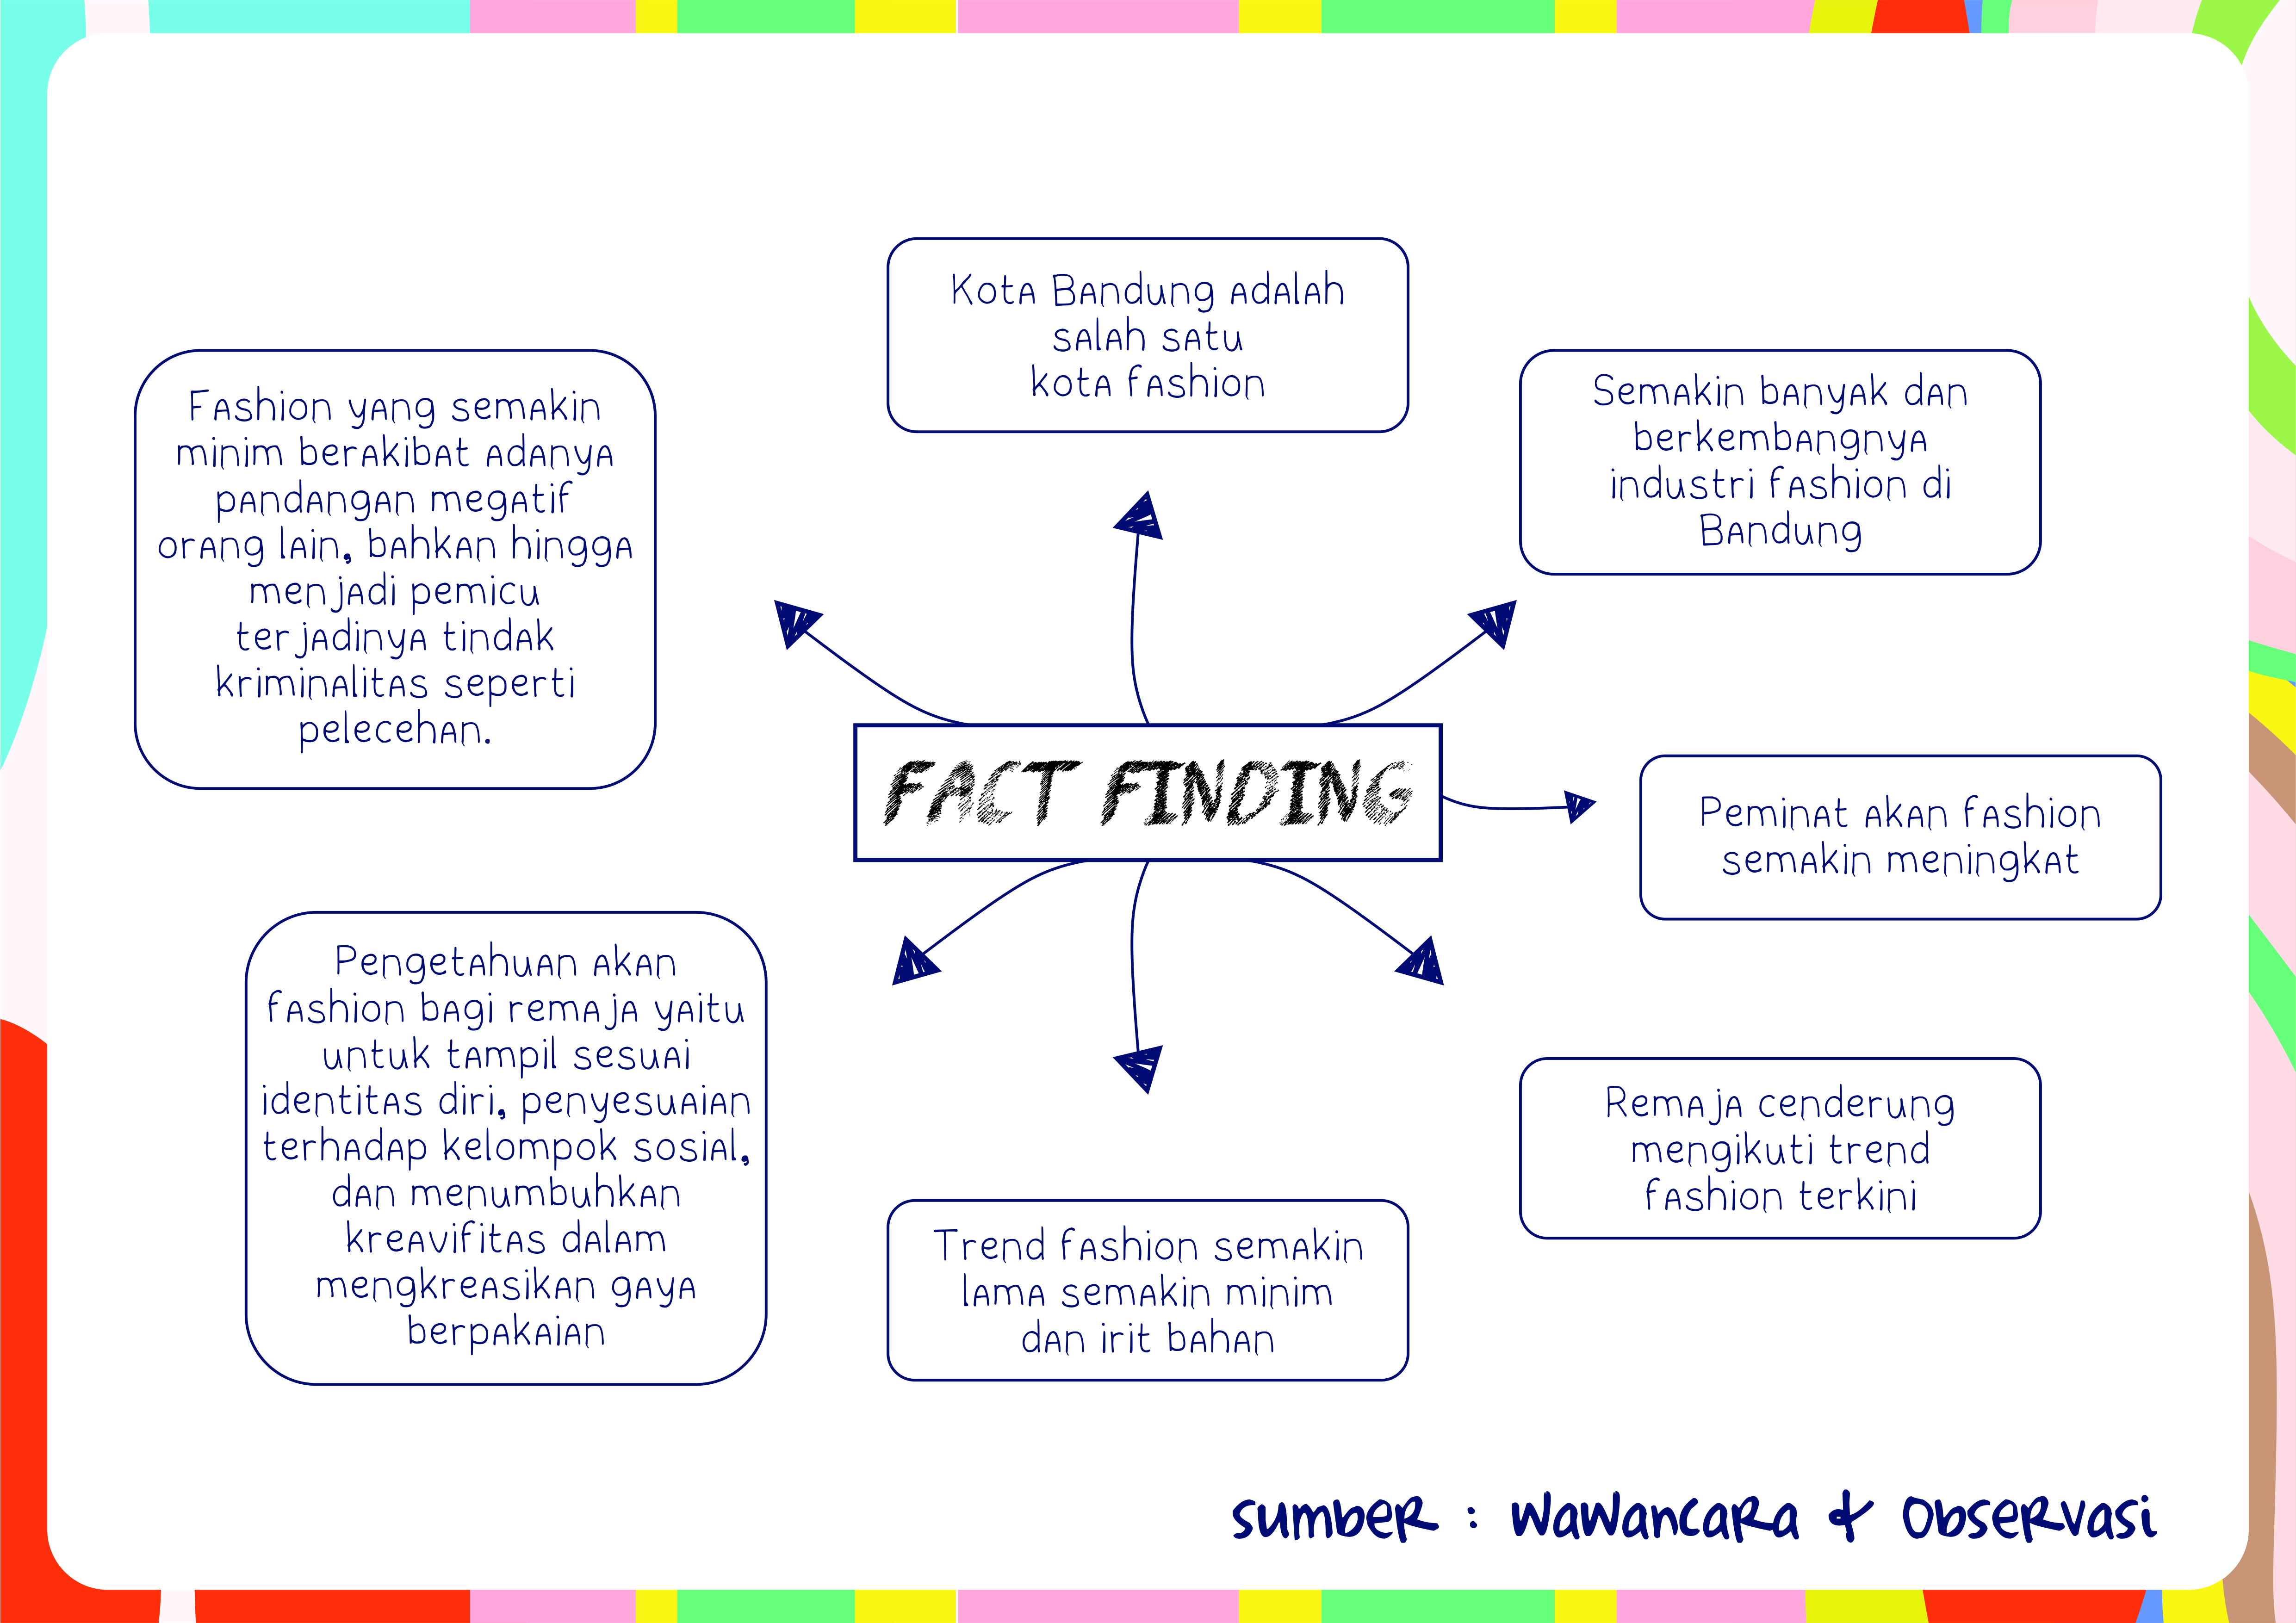 Kota Bandung adalah
salah satu
kota fashion
Fashion yang semakin
minim berakibat adanya
pandangan megatif
orang lain, bahkan hingga
menjadi pemicu
terjadinya tindak
kriminalitas seperti
pelecehan.
Semakin banyak dan
berkembangnya
industri fashion di
Bandung
FACT FINDING
Peminat akan fashion
semakin meningkat
Pengetahuan akan
fashion bagi remaja yaitu
untuk tampil sesuai
identitas diri, penyesuaian
terhadap kelompok sosial,
dan menumbuhkan
kreavifitas dalam
mengkreasikan gaya
berpakaian
Remaja cenderung
mengikuti trend
fashion terkini
Trend fashion semakin
lama semakin minim
dan irit bahan
sumber : wawancara & observasi